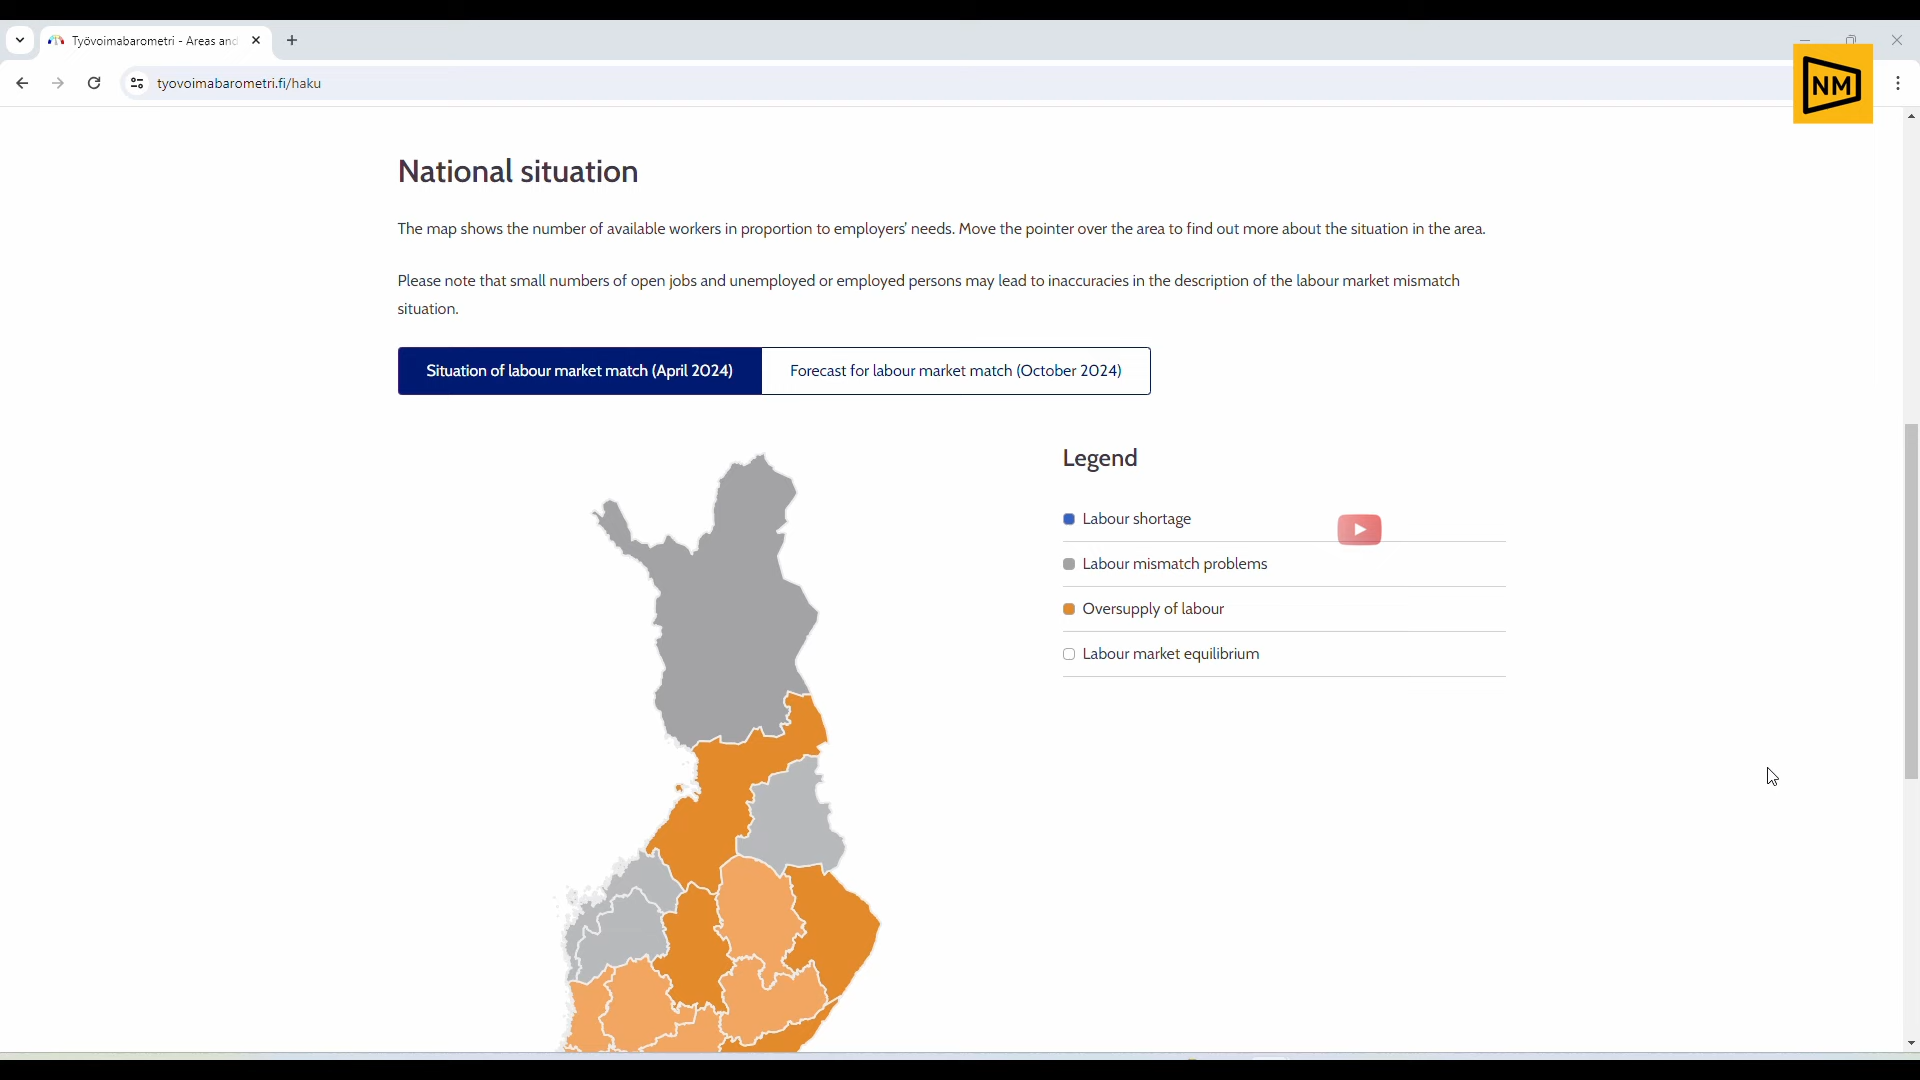 Työvoimabarometri - Areas and
tyovoimabarometri.fi/haku
NM
National situation
The map shows the number of available workers in proportion to employers' needs. Move the pointer over the area to find out more about the situation in the area.
Please note that small numbers of open jobs and unemployed or employed persons may lead to inaccuracies in the description of the labour market mismatch
situation.
Situation of labour market match (April 2024)
Forecast for labour market match (October 2024)
Legend
Labour shortage
Labour mismatch problems
Oversupply of labour
Labour market equilibrium